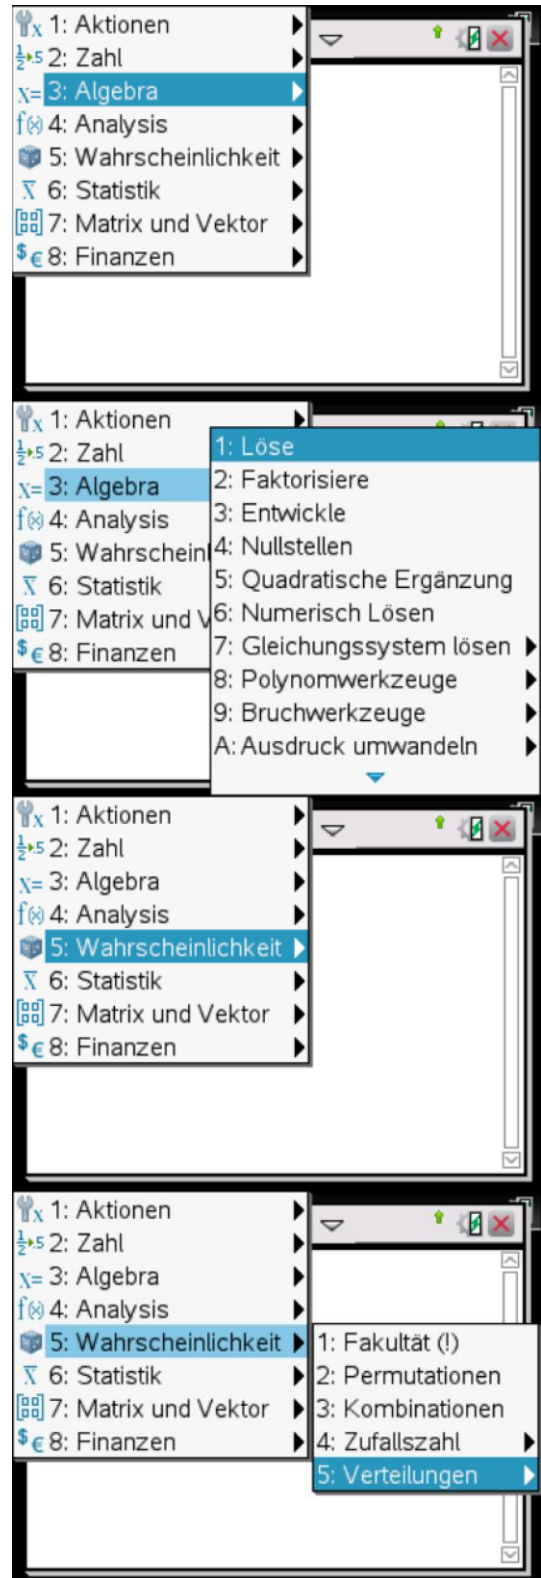 1: Aktionen
2: Zahl
3: Algebra
4: Analysis
5: Wahrscheinlichkeit
6: Statistik
7: Matrix und Vektor
8: Finanzen
1: Aktionen
2: Zahl
3: Algebra
4: Analysis
5: Wahrscheinl
6: Statistik
7: Matrix und V
8: Finanzen
1: Löse
2: Faktorisiere
3: Entwickle
4: Nullstellen
5: Quadratische Ergänzung
6: Numerisch Lösen
7: Gleichungssystem lösen
8: Polynomwerkzeuge
9: Bruchwerkzeuge
A: Ausdruck umwandeln
1: Aktionen
2: Zahl
3: Algebra
4: Analysis
5: Wahrscheinlichkeit
6: Statistik
7: Matrix und Vektor
8: Finanzen
1: Aktionen
2: Zahl
3: Algebra
4: Analysis
5: Wahrscheinlichkeit
6: Statistik
7: Matrix und Vektor
8: Finanzen
1: Fakultät (!)
2: Permutationen
3: Kombinationen
4: Zufallszahl
5: Verteilungen